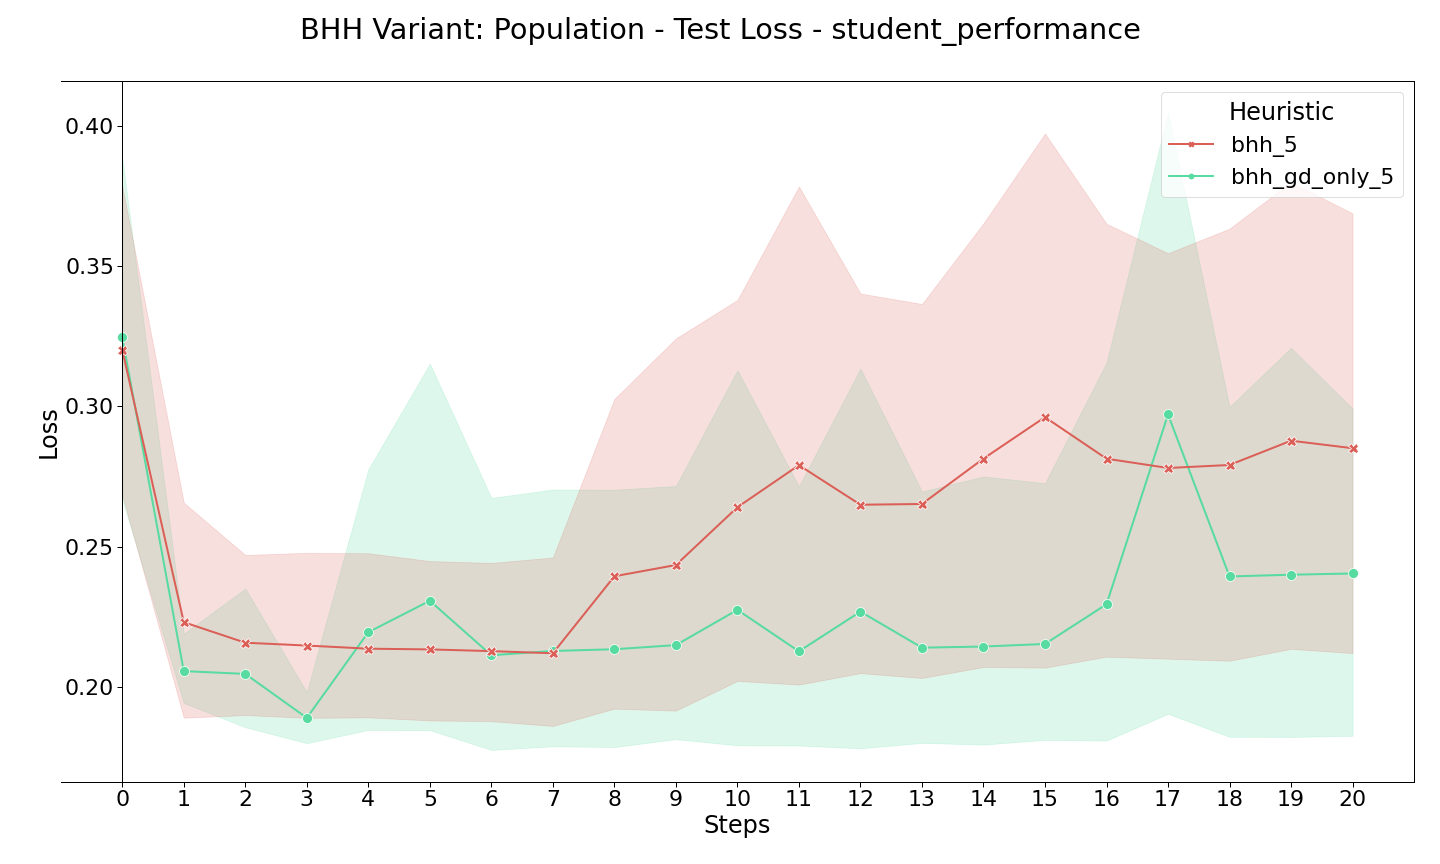 BHH Variant: Population - Test Loss - student_performance
Heuristic
bhh_5
bhh_gd_only_5
Loss
0.40
0.35
0.30
0.25
0.20
0 1 2 3 4 5 6 7 8 9 10 11 12 13 14 15 16 17 18 19 20
Steps